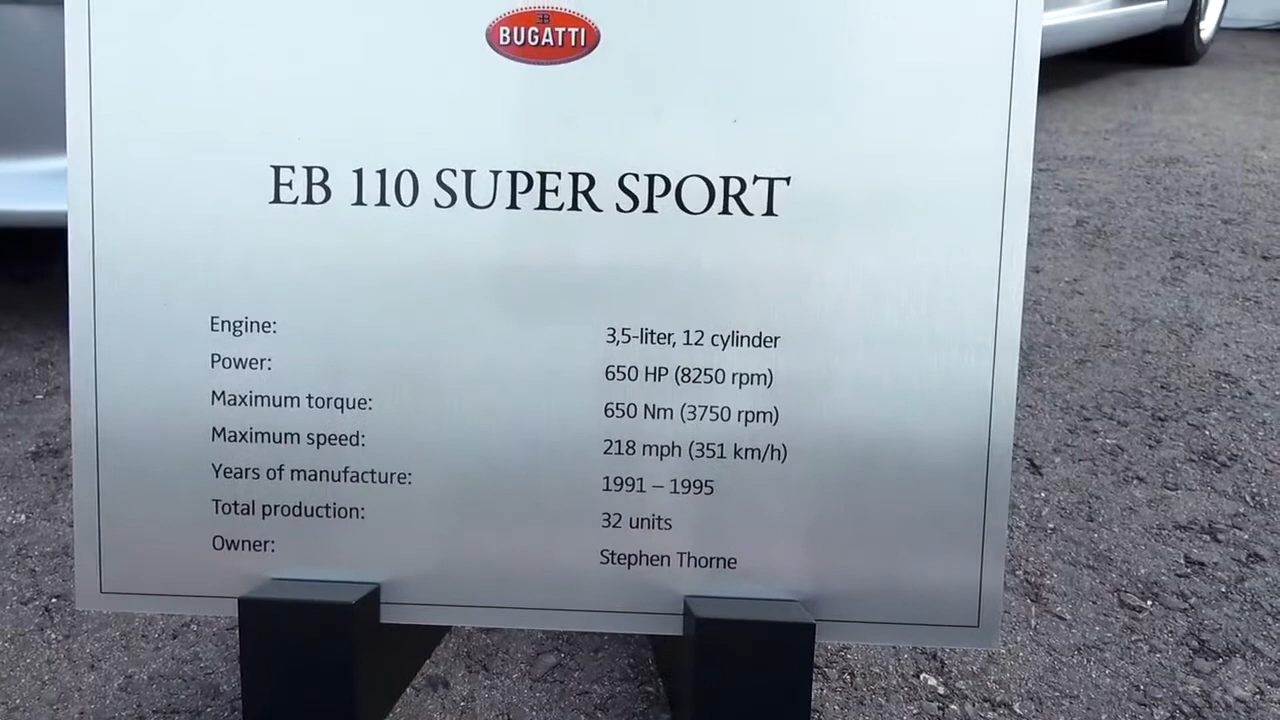 EB
BUGATTI
EB 110 SUPER SPORT
Engine: 3,5-liter, 12 cylinder
Power: 650 HP (8250 rpm)
Maximum torque: 650 Nm (3750 rpm)
Maximum speed: 218 mph (351 km/h)
Years of manufacture: 1991 – 1995
Total production: 32 units
Owner: Stephen Thorne